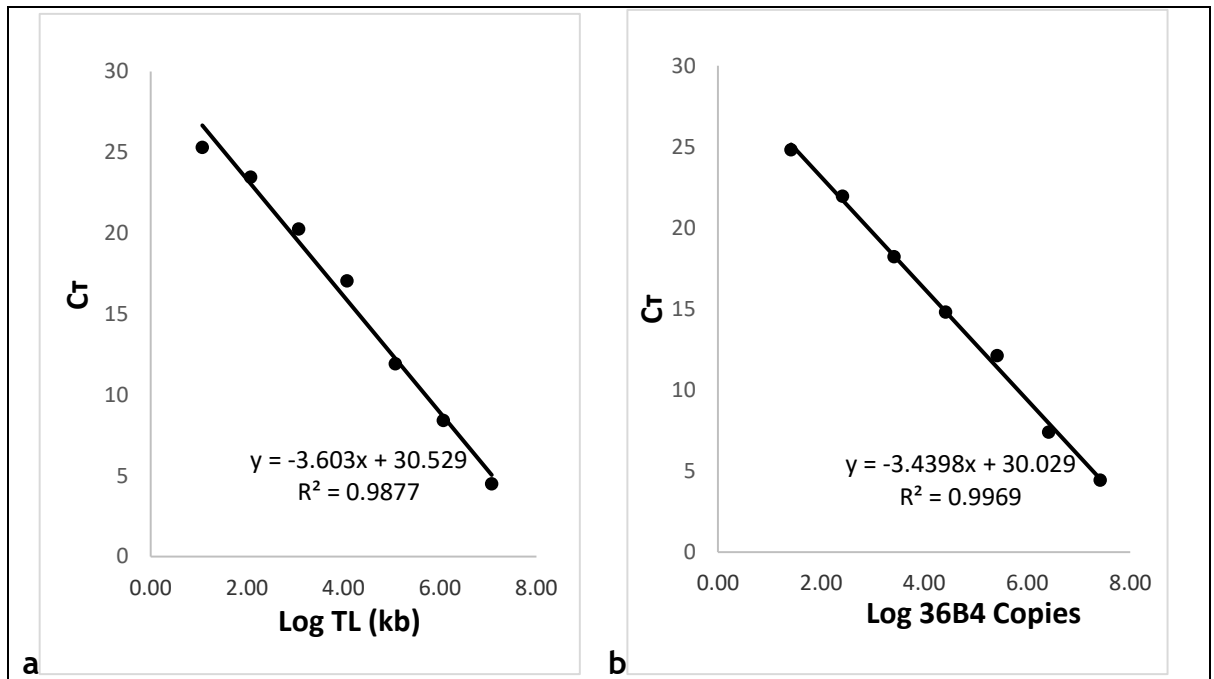 30
25
20
15
10
5
0
Cт
y = -3.603x + 30.529
R² = 0.9877
0.00 2.00 4.00 6.00 8.00
Log TL (kb)
a
30
25
20
15
10
5
0
Cт
y = -3.4398x + 30.029
R² = 0.9969
0.00 2.00 4.00 6.00 8.00
Log 36B4 Copies
b